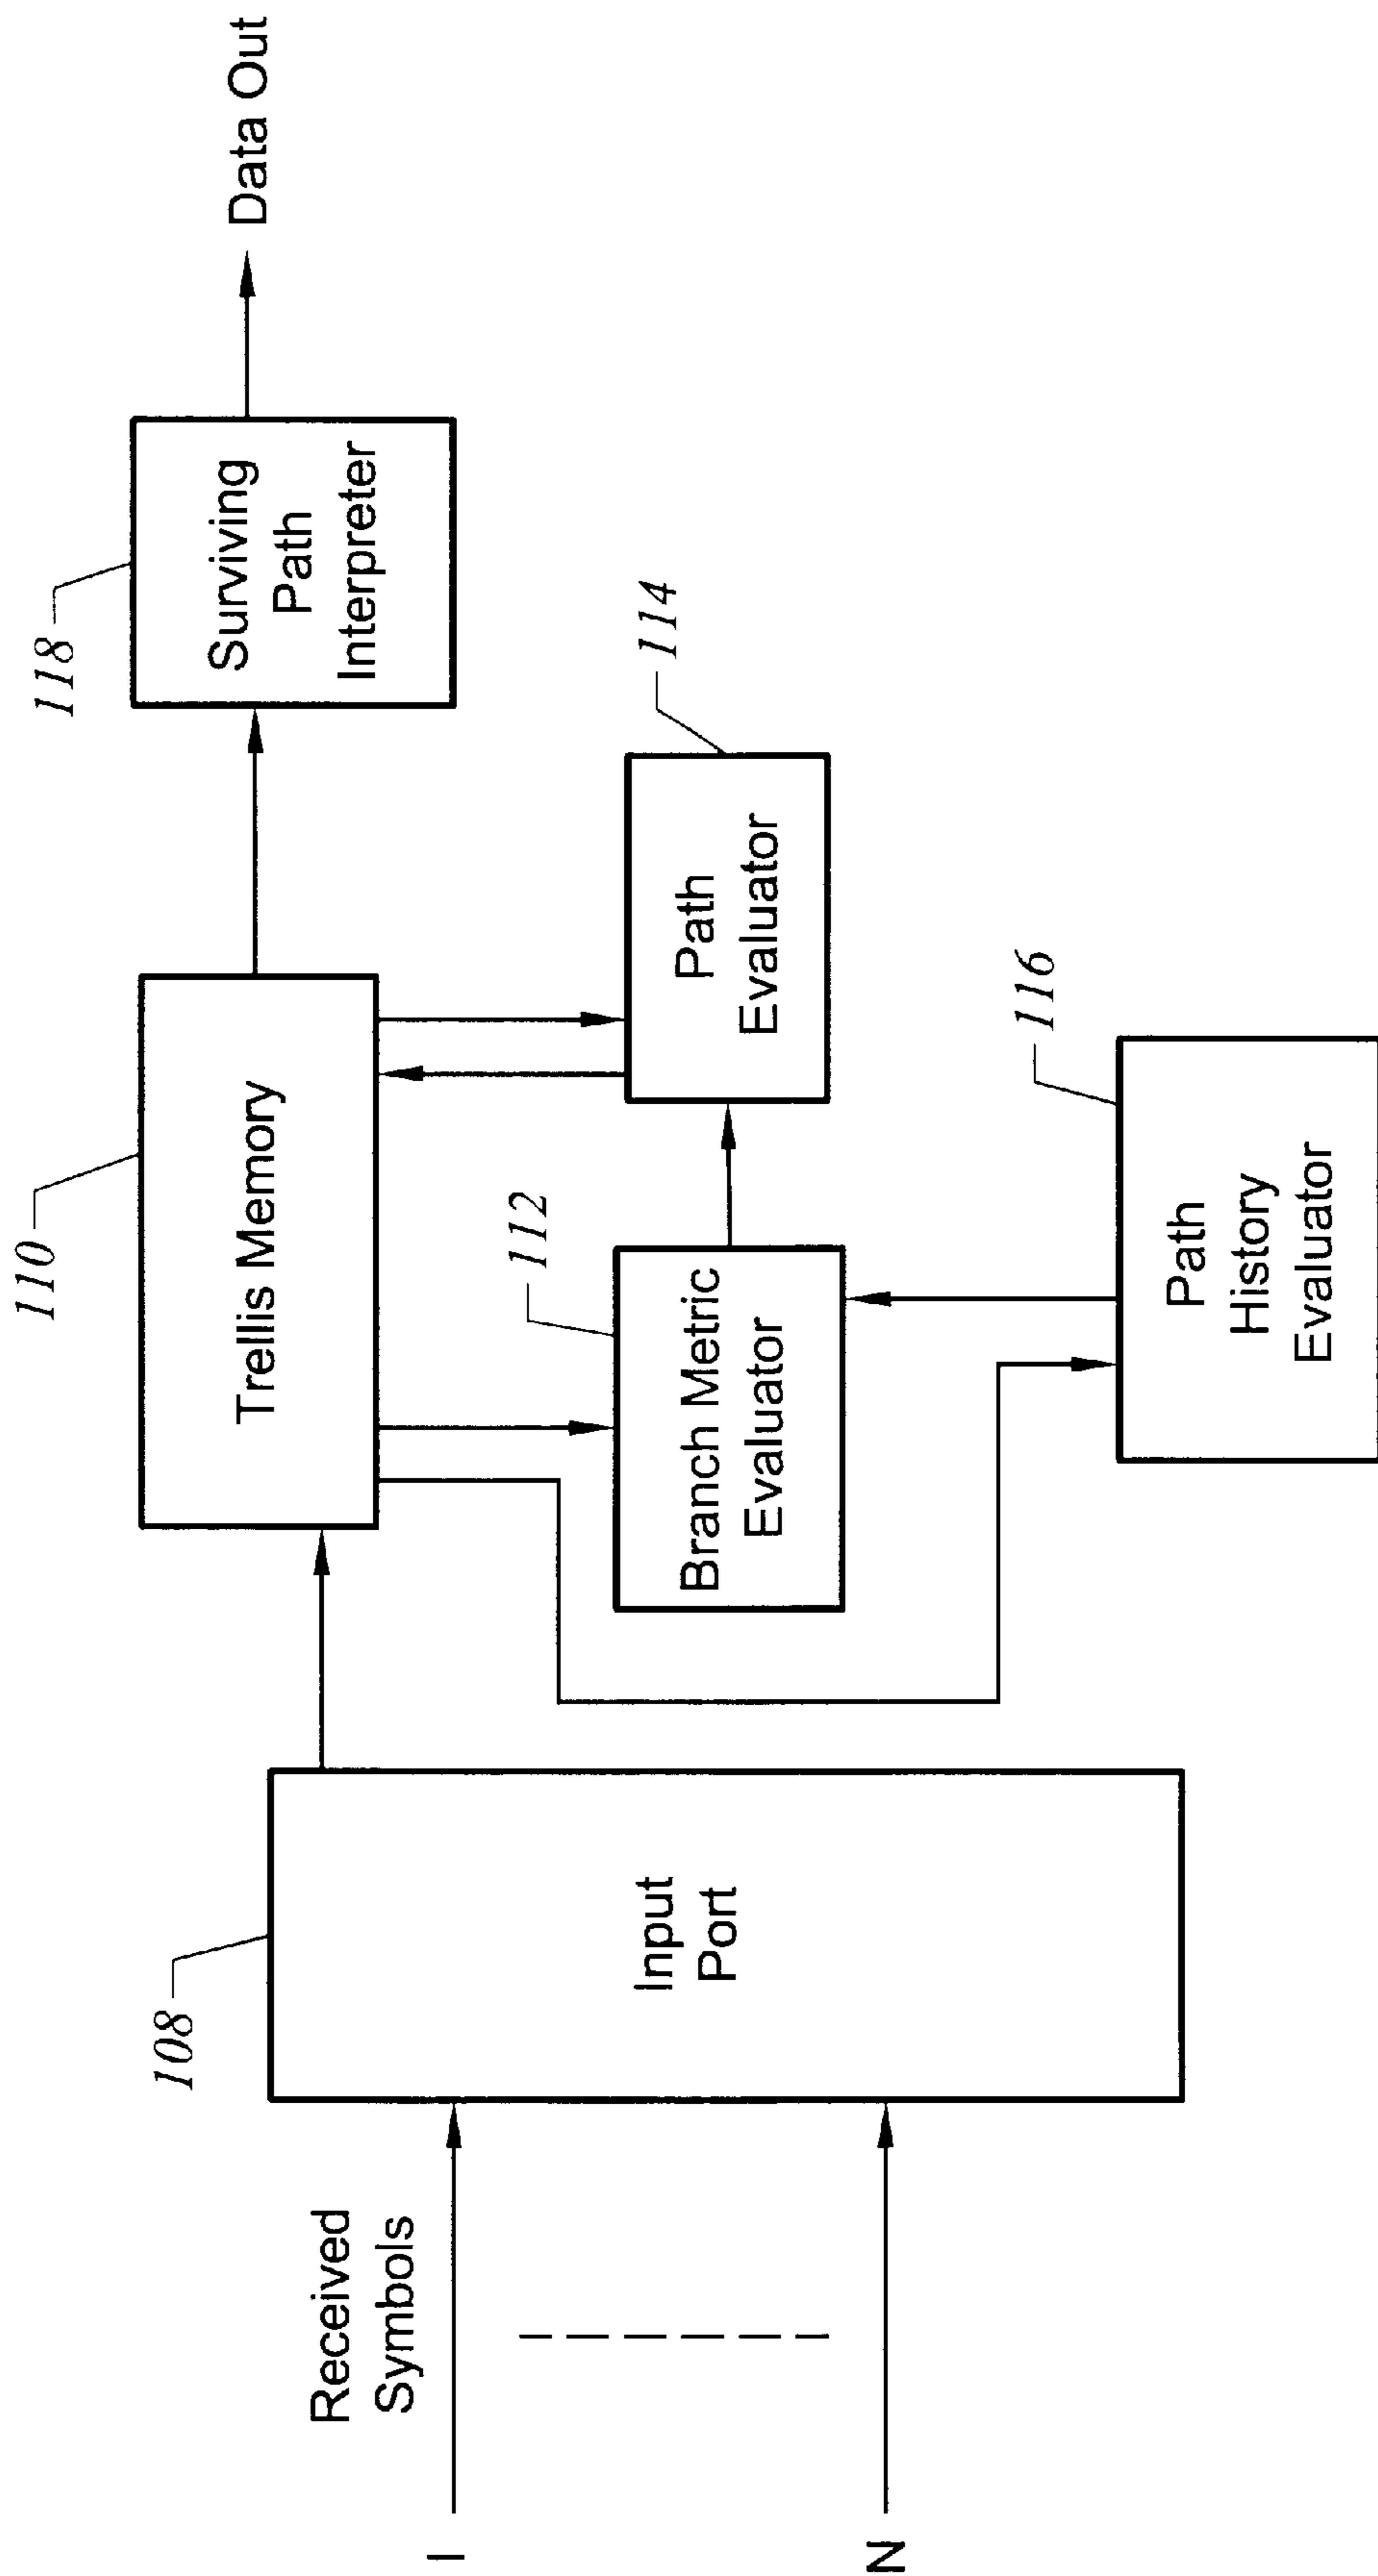 118
Surviving
Path
Interpreter
Data Out
110
Trellis Memory
114
Path
Evaluator
112
Branch Metric
Evaluator
116
Path
History
Evaluator
108
Input
Port
Received
Symbols
I
N